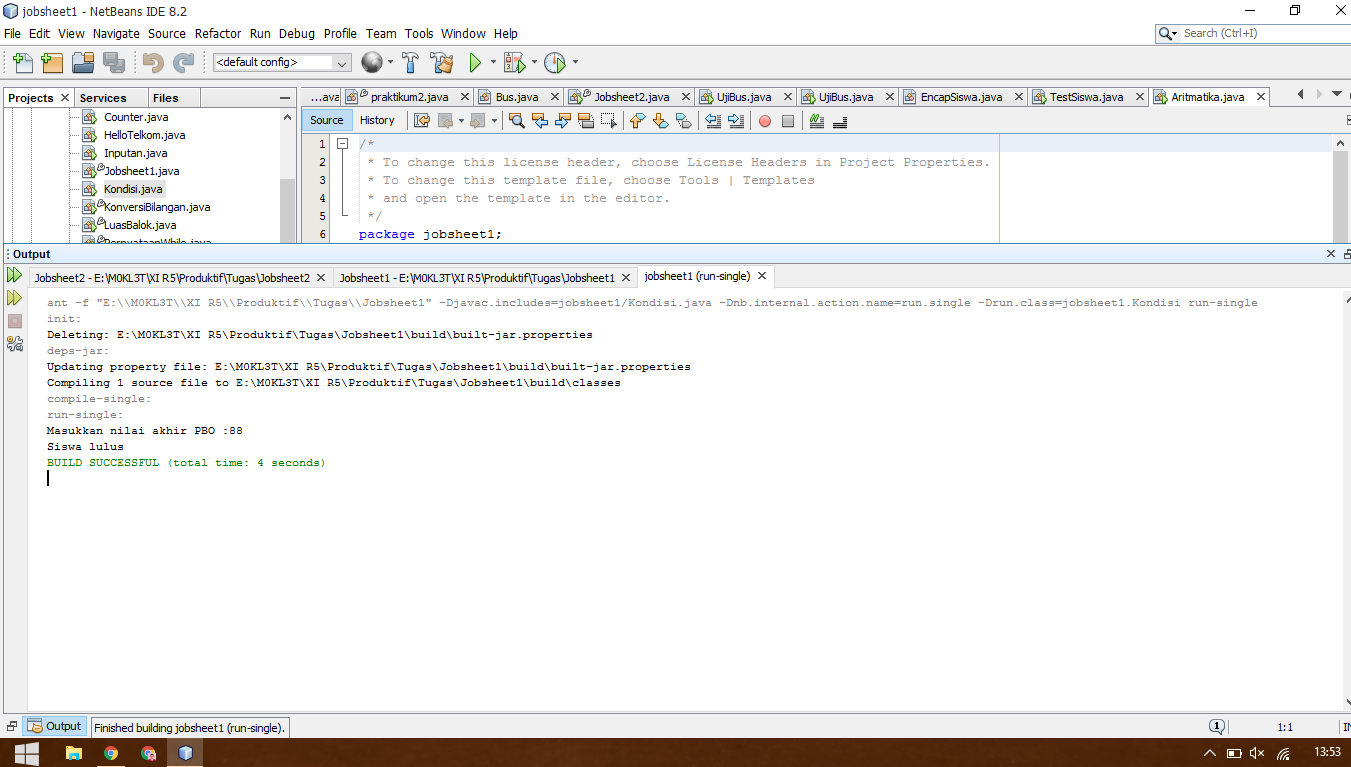 jobsheet1 - NetBeans IDE 8.2
File Edit View Navigate Source Refactor Run Debug Profile Team Tools Window Help
Search (Ctrl+I)
<default config>
Projects Services Files
...ava praktikum2.java Bus.java Jobsheet2.java UjiBus.java UjiBus.java EncapSiswa.java TestSiswa.java Aritmatika.java
Counter.java
HelloTelkom.java
Inputan.java
Jobsheet1.java
Kondisi.java
KonversiBilangan.java
LuasBalok.java
PernyataanWhile.java
Source History
1 /*
2 * To change this license header, choose License Headers in Project Properties.
3 * To change this template file, choose Tools | Templates
4 * and open the template in the editor.
5 */
6 package jobsheet1;
Output
Jobsheet2 - E:\M0KL3T\XI R5\Produktif\Tugas\Jobsheet2 Jobsheet1 - E:\M0KL3T\XI R5\Produktif\Tugas\Jobsheet1 jobsheet1 (run-single)
ant -f "E:\\M0KL3T\\XI R5\\Produktif\\Tugas\\Jobsheet1" -Djavac.includes=jobsheet1/Kondisi.java -Dnb.internal.action.name=run.single -Drun.class=jobsheet1.Kondisi run-single
init:
Deleting: E:\M0KL3T\XI R5\Produktif\Tugas\Jobsheet1\build\built-jar.properties
deps-jar:
Updating property file: E:\M0KL3T\XI R5\Produktif\Tugas\Jobsheet1\build\built-jar.properties
Compiling 1 source file to E:\M0KL3T\XI R5\Produktif\Tugas\Jobsheet1\build\classes
compile-single:
run-single:
Masukkan nilai akhir PBO :88
Siswa lulus
BUILD SUCCESSFUL (total time: 4 seconds)
Output Finished building jobsheet1 (run-single). 1 1:1 IN
13:53